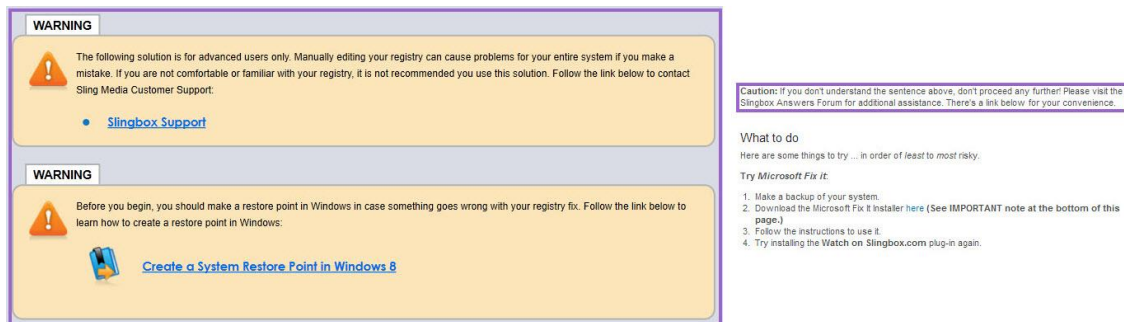 WARNING
The following solution is for advanced users only. Manually editing your registry can cause problems for your entire system if you make a
mistake. If you are not comfortable or familiar with your registry, it is not recommended you use this solution. Follow the link below to contact
Sling Media Customer Support:
Slingbox Support
WARNING
Before you begin, you should make a restore point in Windows in case something goes wrong with your registry fix. Follow the link below to
learn how to create a restore point in Windows:
Create a System Restore Point in Windows 8
Caution: If you don't understand the sentence above, don't proceed any further! Please visit the
Slingbox Answers Forum for additional assistance. There's a link below for your convenience.
What to do
Here are some things to try ... in order of least to most risky.
Try Microsoft Fix it:
1. Make a backup of your system.
2. Download the Microsoft Fix It Installer here (See IMPORTANT note at the bottom of this
page.)
3. Follow the instructions to use it.
4. Try installing the Watch on Slingbox.com plug-in again.